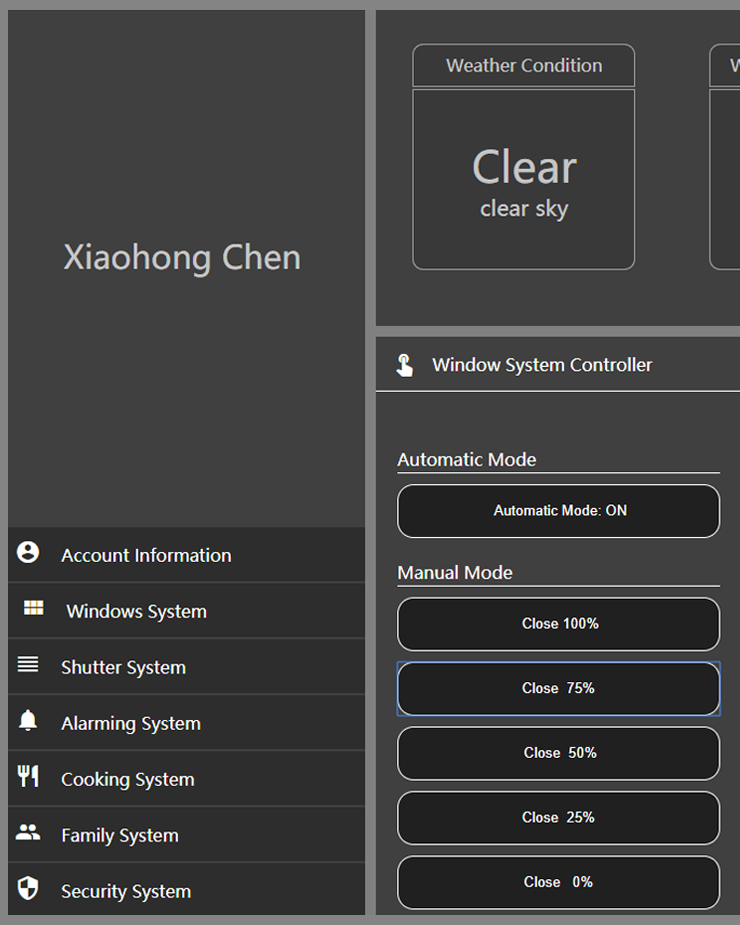 Xiaohong Chen
Account Information
Windows System
Shutter System
Alarming System
Cooking System
Family System
Security System
Weather Condition
Clear
clear sky
Window System Controller
Automatic Mode
Automatic Mode: ON
Manual Mode
Close 100%
Close 75%
Close 50%
Close 25%
Close 0%